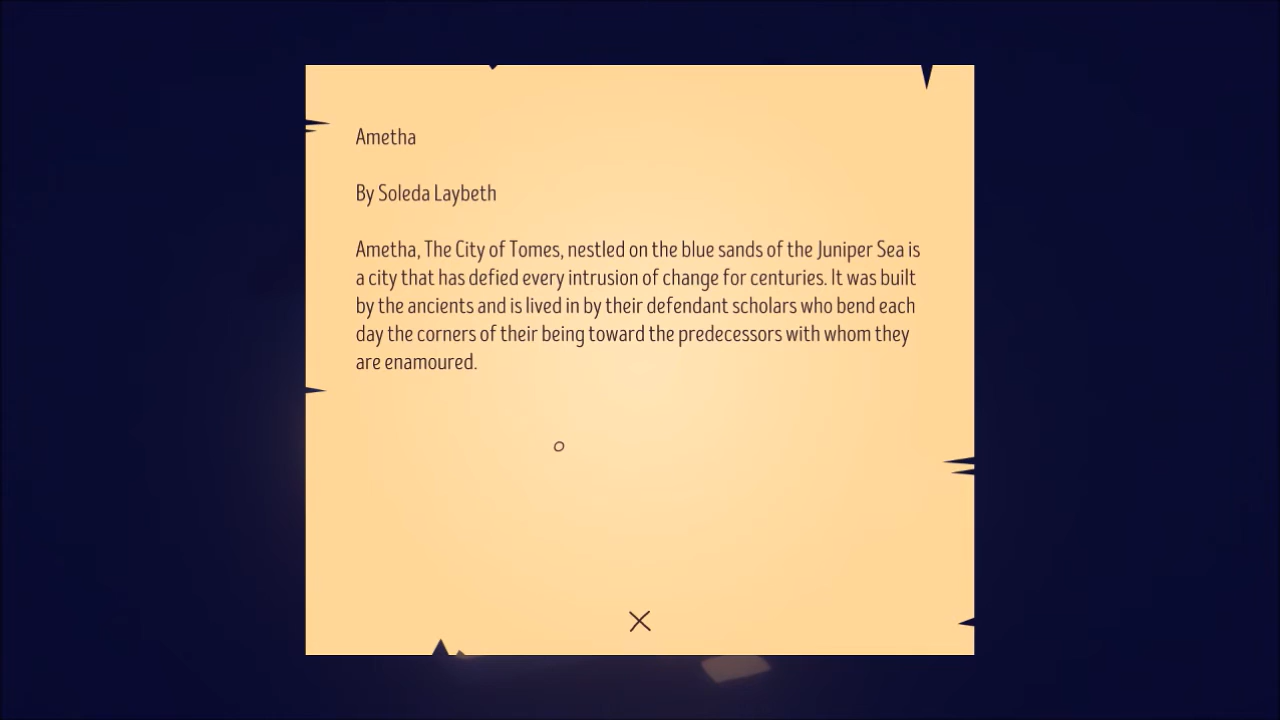 Ametha
By Soleda Laybeth
Ametha, The City of Tomes, nestled on the blue sands of the Juniper Sea is
a city that has defied every intrusion of change for centuries. It was built
by the ancients and is lived in by their defendant scholars who bend each
day the corners of their being toward the predecessors with whom they
are enamoured.